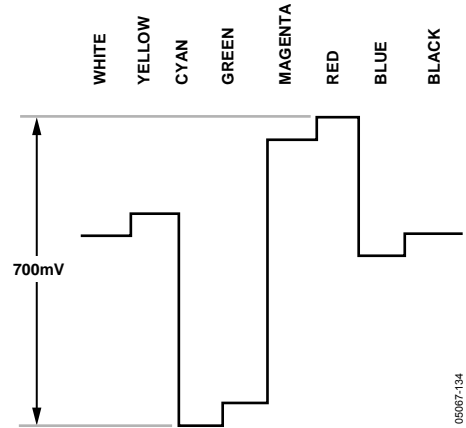 WHITE
YELLOW
CYAN
GREEN
MAGENTA
RED
BLUE
BLACK
700mV
05067-134